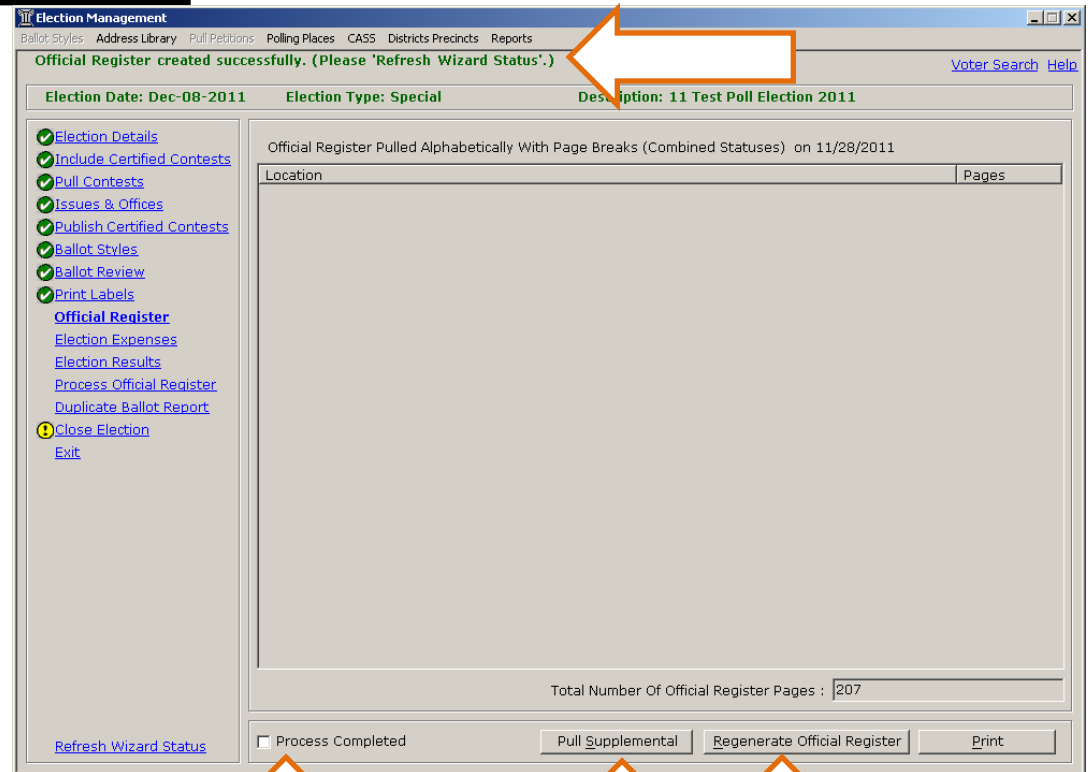 Election Management
Ballot Styles Address Library Pull Petitions Polling Places CASS Districts Precincts Reports
Official Register created successfully. (Please 'Refresh Wizard Status'.)
Voter Search Help
Election Date: Dec-08-2011 Election Type: Special Description: 11 Test Poll Election 2011
Election Details
Include Certified Contests
Pull Contests
Issues & Offices
Publish Certified Contests
Ballot Styles
Ballot Review
Print Labels
Official Register
Election Expenses
Election Results
Process Official Register
Duplicate Ballot Report
Close Election
Exit
Refresh Wizard Status
Official Register Pulled Alphabetically With Page Breaks (Combined Statuses) on 11/28/2011
Location Pages
Total Number Of Official Register Pages : 207
Process Completed Pull Supplemental Regenerate Official Register Print